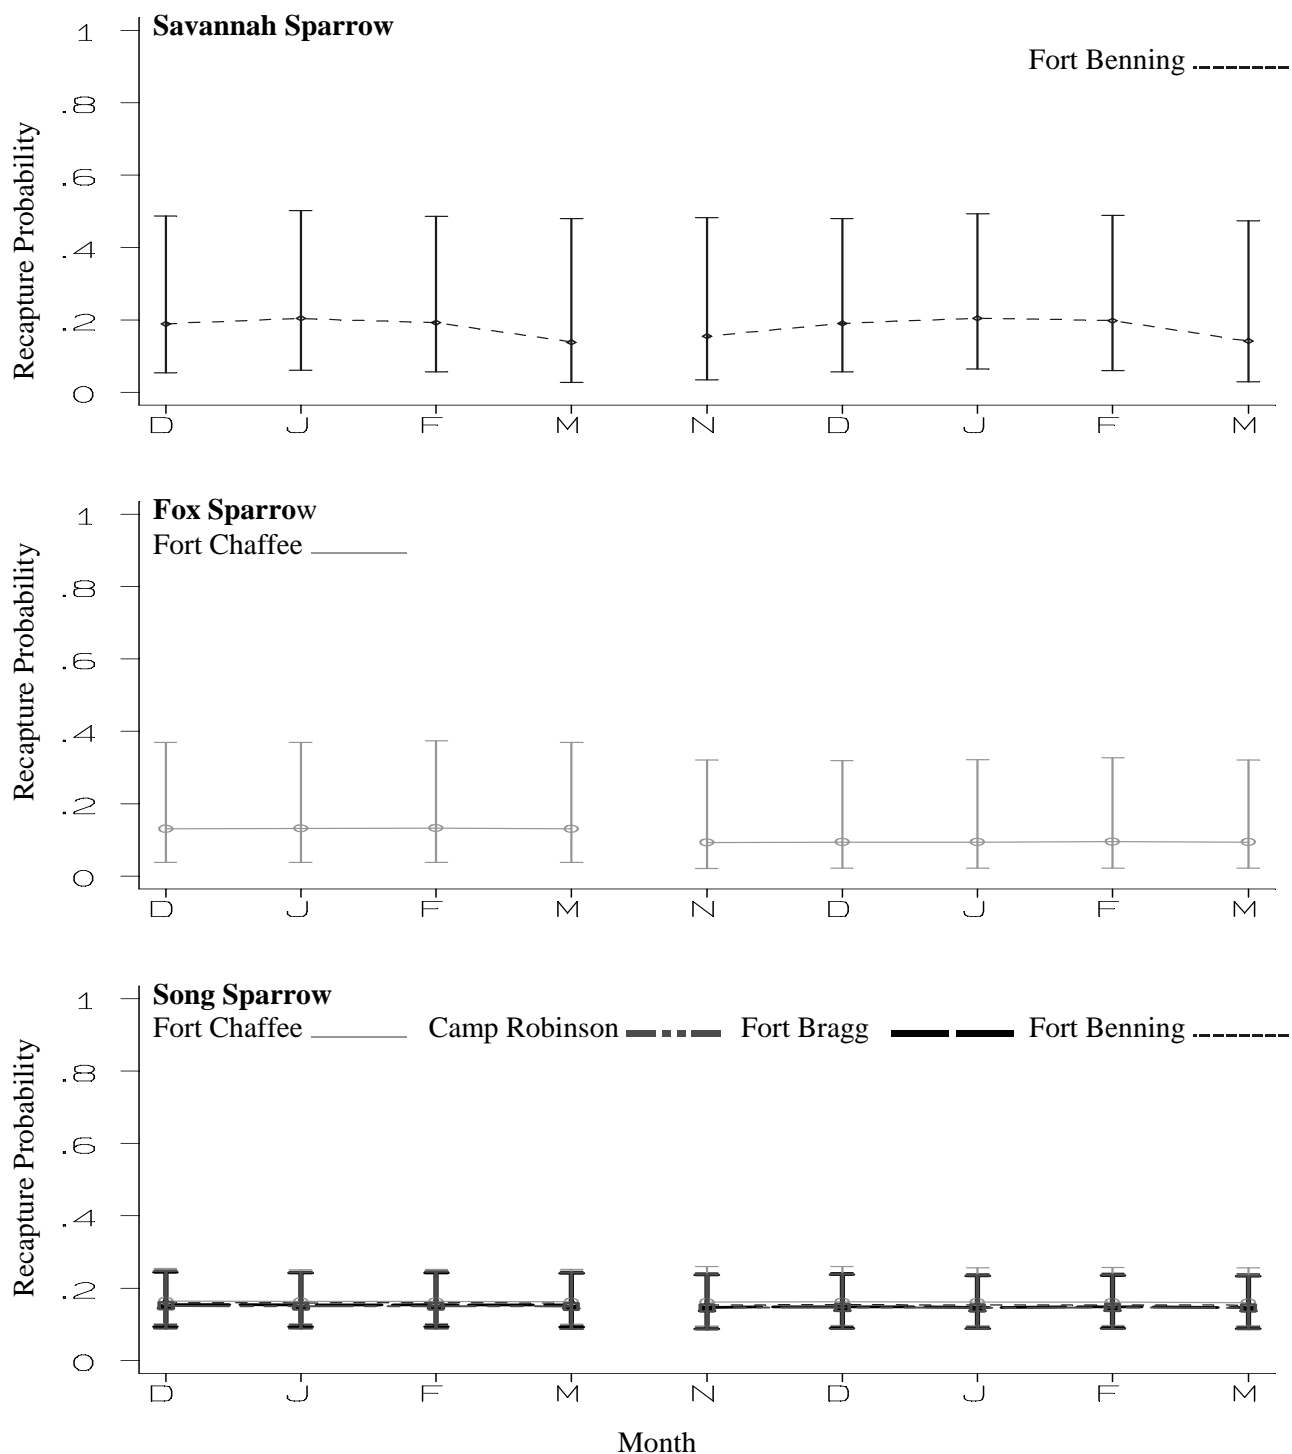 Savannah Sparrow
Fort Benning
Recapture Probability
1
.8
.6
.4
.2
0
D J F M N D J F M
Fox Sparrow
Fort Chaffee
Recapture Probability
1
.8
.6
.4
.2
0
D J F M N D J F M
Song Sparrow
Fort Chaffee Camp Robinson Fort Bragg Fort Benning
Recapture Probability
1
.8
.6
.4
.2
0
D J F M N D J F M
Month